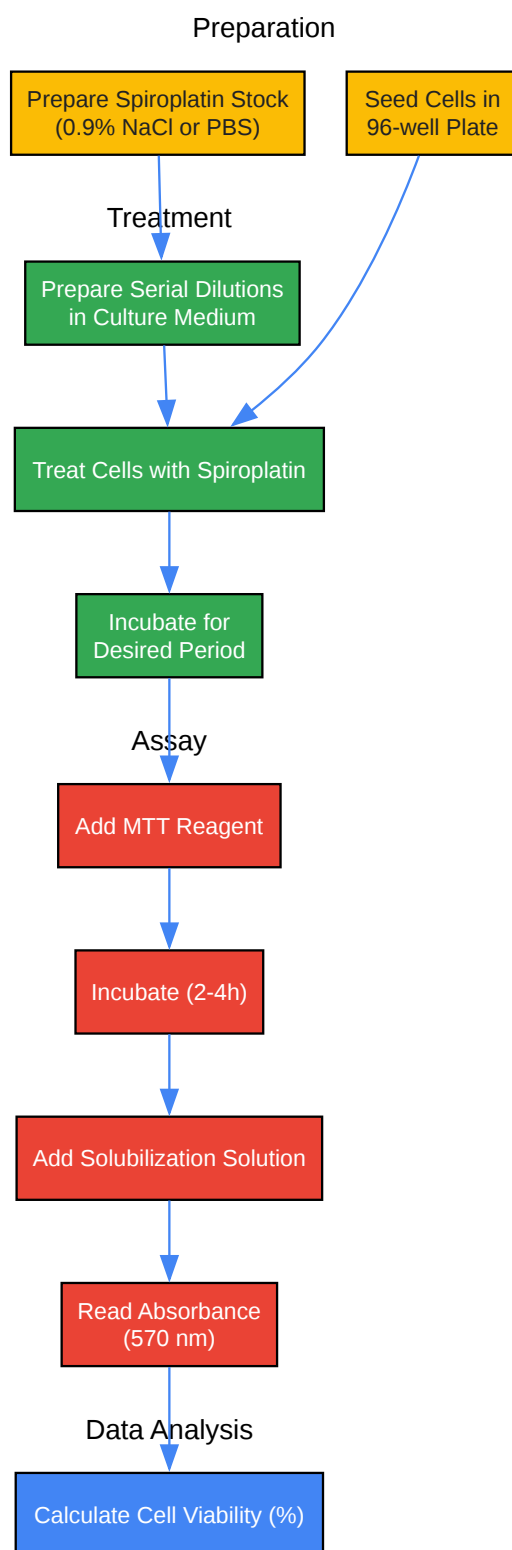 Preparation
Prepare Spiroplatin Stock
(0.9% NaCl or PBS)
Seed Cells in
96-well Plate
Treatment
Prepare Serial Dilutions
in Culture Medium
Treat Cells with Spiroplatin
Incubate for
Desired Period
Assay
Add MTT Reagent
Incubate (2-4h)
Add Solubilization Solution
Read Absorbance
(570 nm)
Data Analysis
Calculate Cell Viability (%)